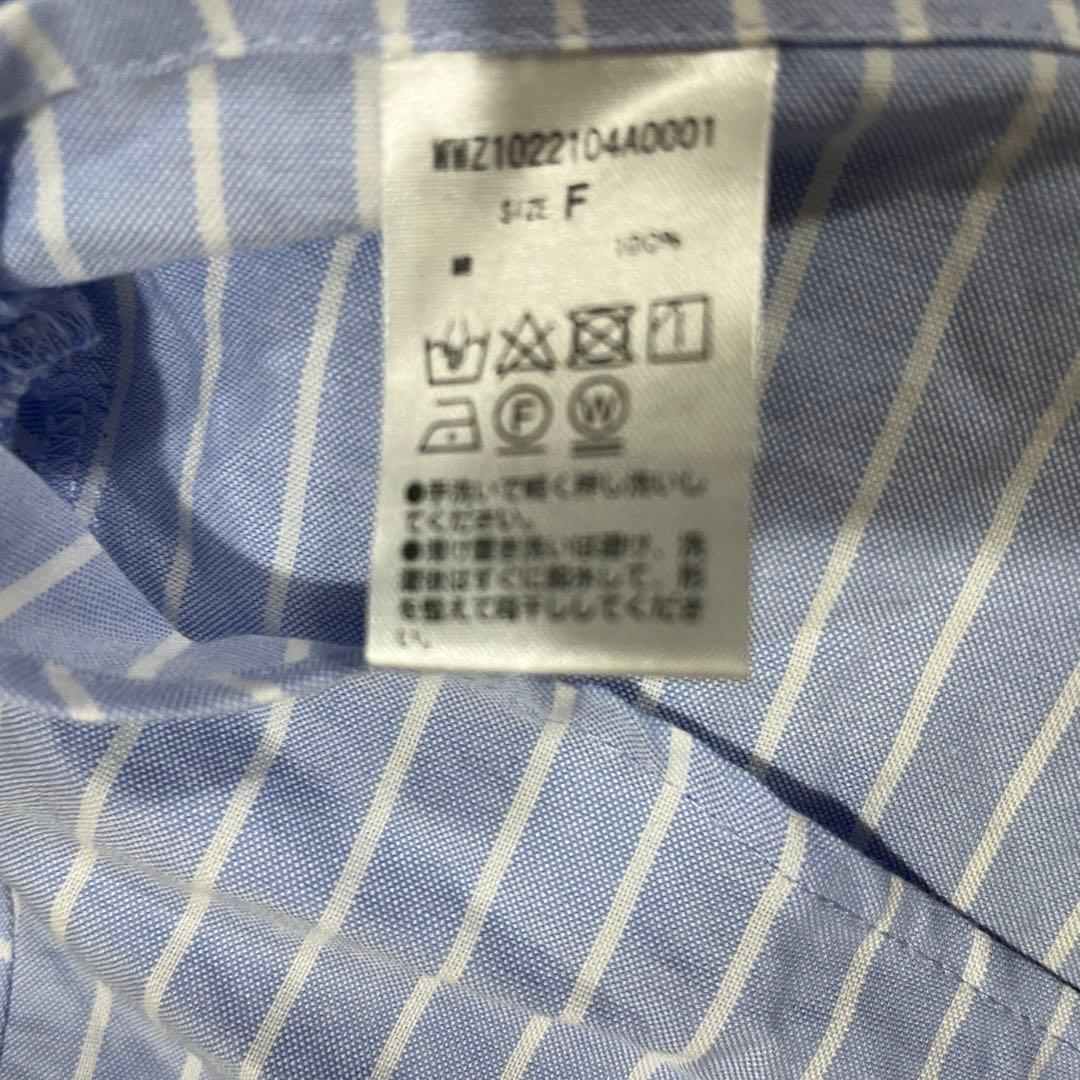 WWZ1022104A0001
SIZE F
綿 100%
F W
●手洗いで軽く押し洗いし
てください。
●漬け置き洗いは避け、洗
濯後はすぐに脱水して、形
を整えて陰干ししてくださ
い。